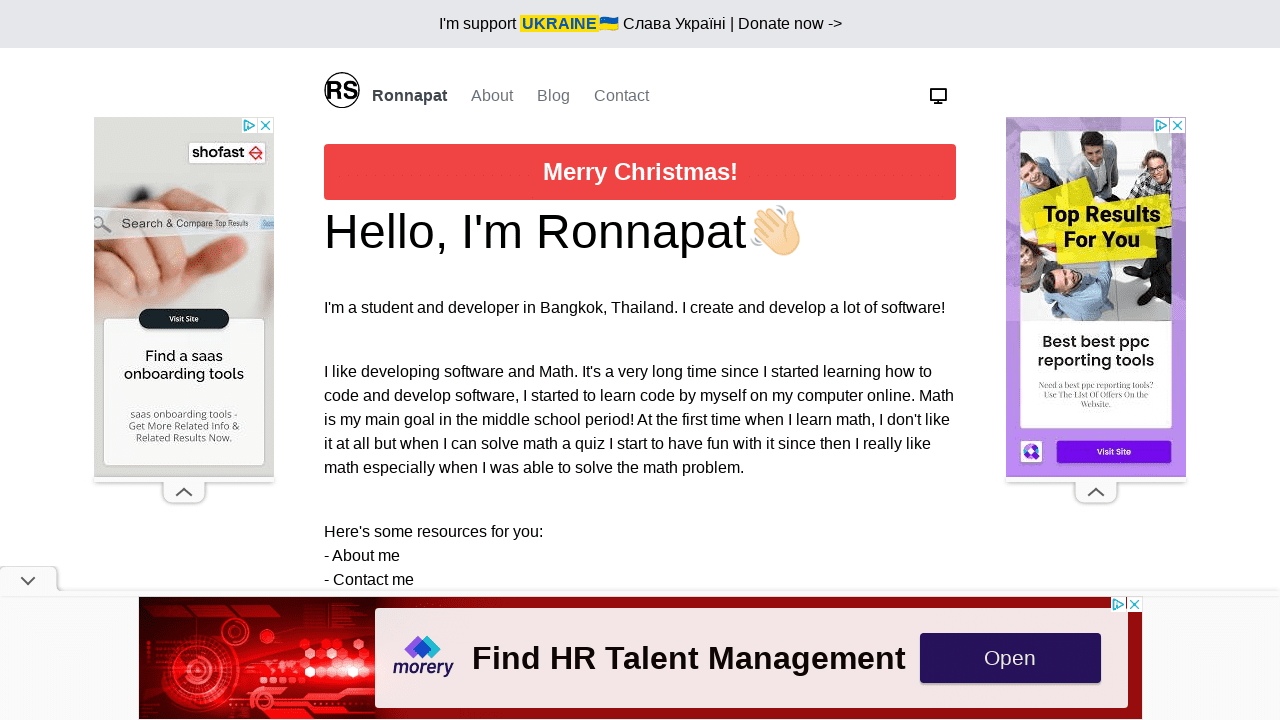 I'm support UKRAINE🇺🇦 Слава Україні | Donate now ->
RS Ronnapat About Blog Contact
Merry Christmas!
Hello, I'm Ronnapat👋🏻
I'm a student and developer in Bangkok, Thailand. I create and develop a lot of software!
I like developing software and Math. It's a very long time since I started learning how to
code and develop software, I started to learn code by myself on my computer online. Math
is my main goal in the middle school period! At the first time when I learn math, I don't like
it at all but when I can solve math a quiz I start to have fun with it since then I really like
math especially when I was able to solve the math problem.
Here's some resources for you:
- About me
- Contact me
shofast
Search & Compare Top Results
Visit Site
Find a saas
onboarding tools
saas onboarding tools -
Get More Related Info &
Related Results Now.
Top Results
For You
Best best ppc
reporting tools
Need a best ppc reporting tools?
Use The LIst Of Offers On the
Website.
Visit Site
morery
Find HR Talent Management
Open